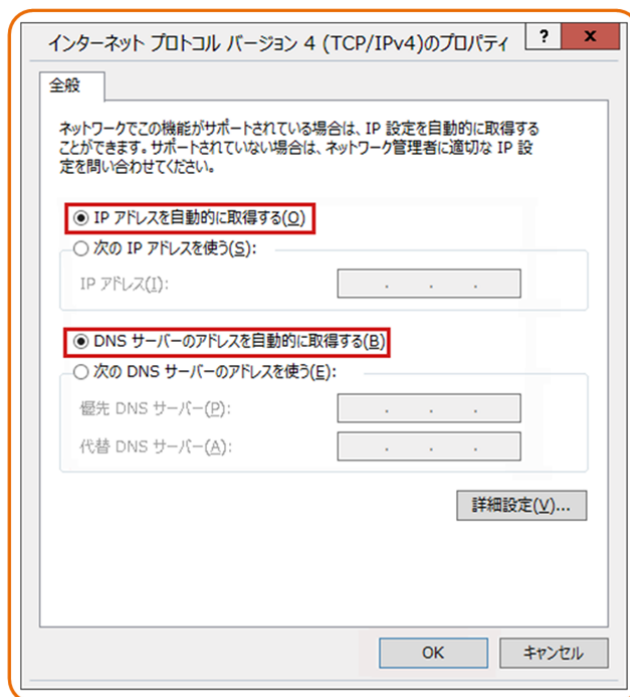 インターネット プロトコル バージョン 4 (TCP/IPv4)のプロパティ
?
x
全般
ネットワークでこの機能がサポートされている場合は、IP 設定を自動的に取得する
ことができます。サポートされていない場合は、ネットワーク管理者に適切な IP 設
定を問い合わせてください。
IP アドレスを自動的に取得する(O)
次の IP アドレスを使う(S):
IP アドレス(I):
DNS サーバーのアドレスを自動的に取得する(B)
次の DNS サーバーのアドレスを使う(E):
優先 DNS サーバー(P):
代替 DNS サーバー(A):
詳細設定(V)...
OK
キャンセル